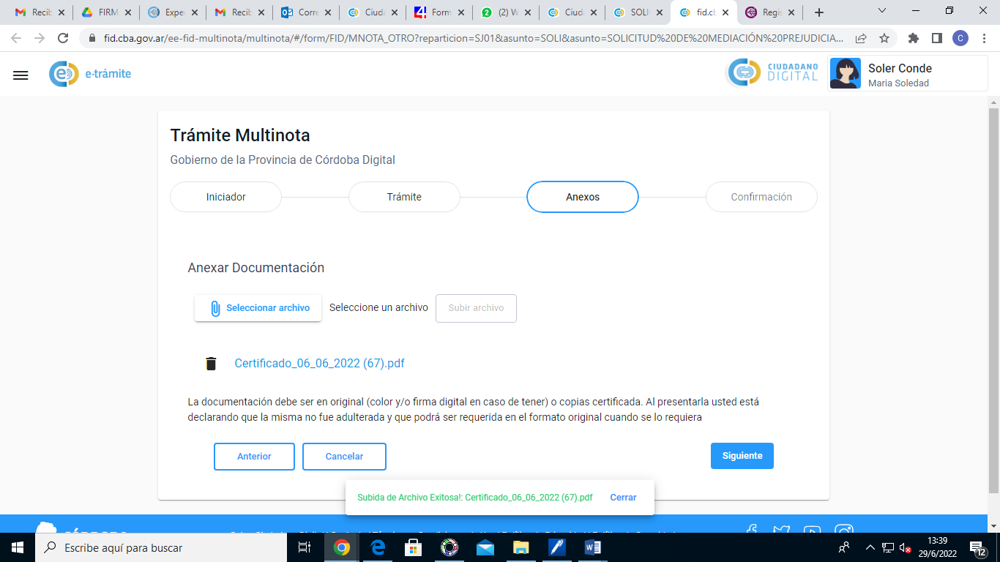 Recib
FIRM
Expe
Recib
Corre
Ciud
Form
(2) W
Ciud
SOLI
fid.cb
Regis
fid.cba.gov.ar/ee-fid-multinota/multinota/#/form/FID/MNOTA_OTRO?reparticion=SJ01&asunto=SOLI&asunto=SOLICITUD%20DE%20MEDIACIÓN%20PREJUDICIA...
C
e-trámite
CIUDADANO
DIGITAL
Soler Conde
Maria Soledad
Trámite Multinota
Gobierno de la Provincia de Córdoba Digital
Iniciador
Trámite
Anexos
Confirmación
Anexar Documentación
Seleccionar archivo
Seleccione un archivo
Subir archivo
Certificado_06_06_2022 (67).pdf
La documentación debe ser en original (color y/o firma digital en caso de tener) o copias certificada. Al presentarla usted está
declarando que la misma no fue adulterada y que podrá ser requerida en el formato original cuando se lo requiera
Anterior
Cancelar
Siguiente
Subida de Archivo Exitosa!: Certificado_06_06_2022 (67).pdf
Cerrar
Escribe aquí para buscar
13:39
29/6/2022
12